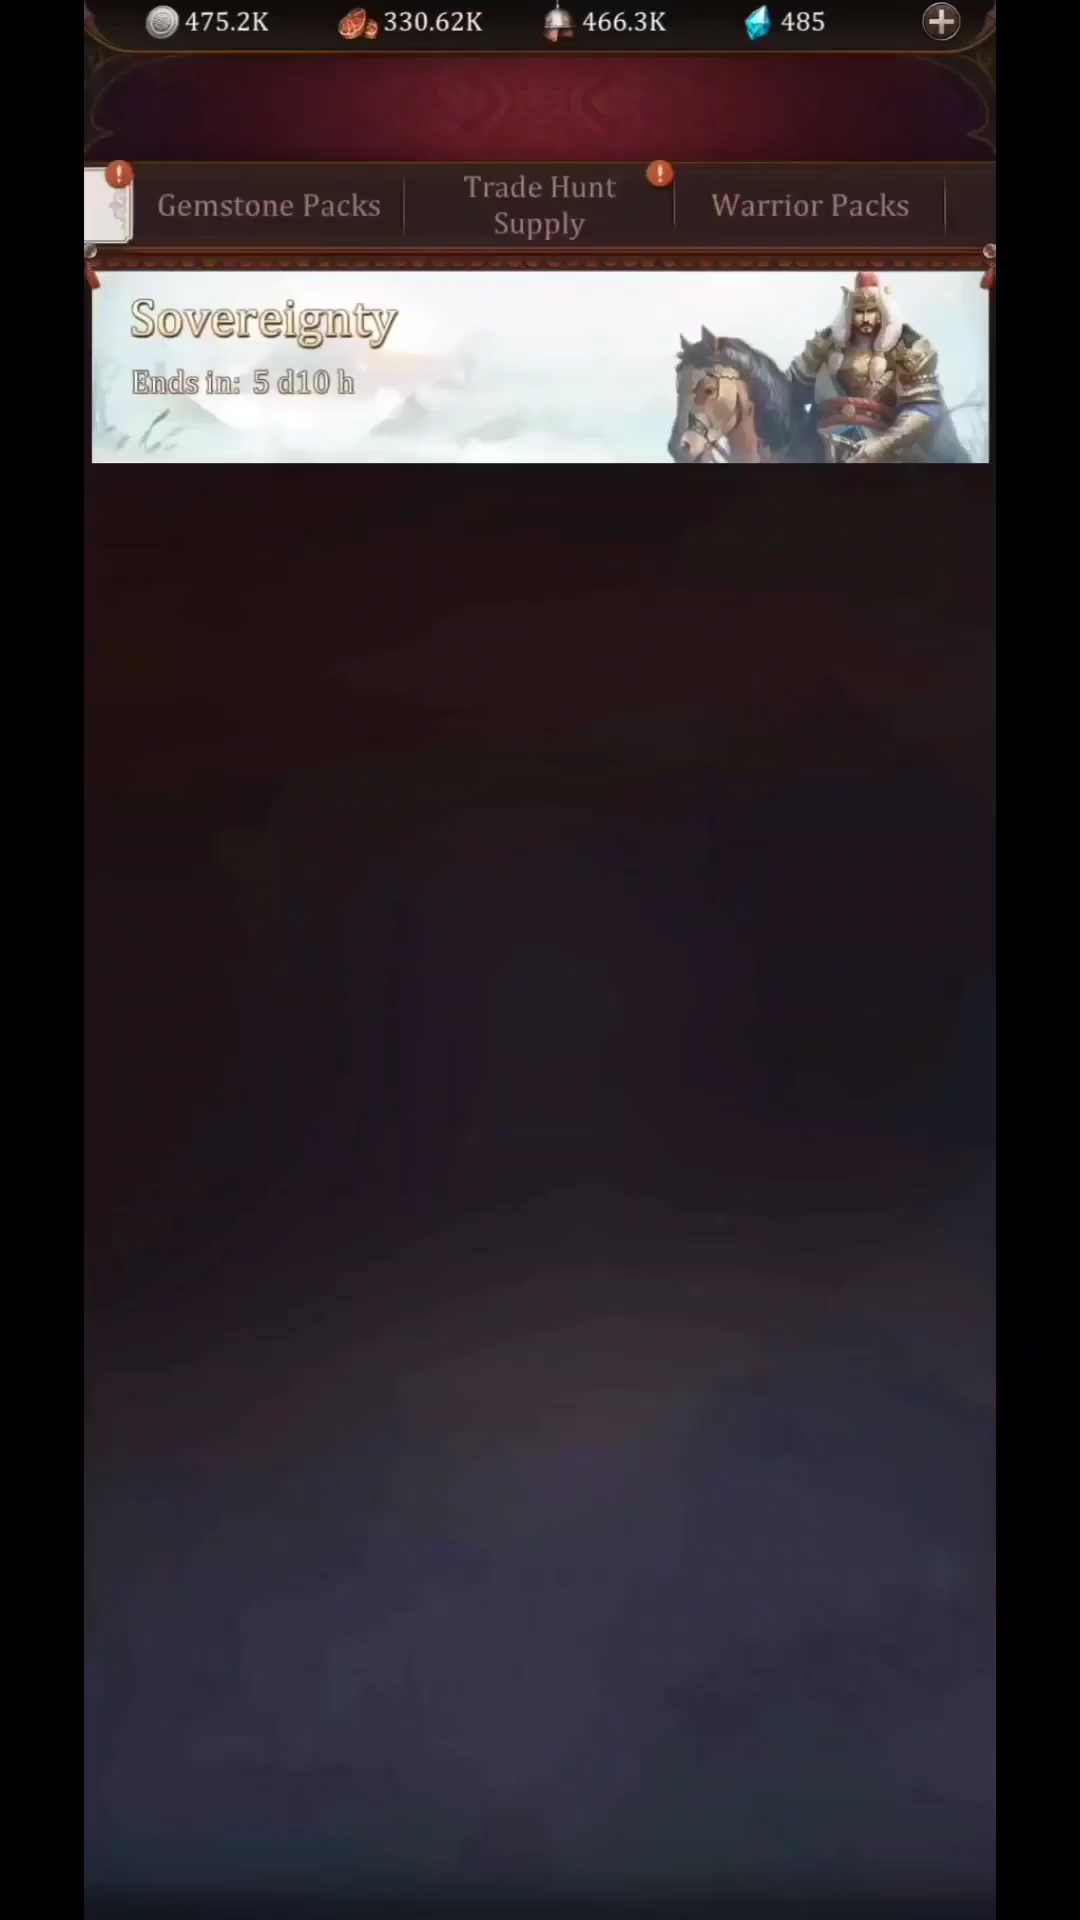 475.2K 330.62K 466.3K 485
Gemstone Packs
Trade Hunt
Supply
Warrior Packs
Sovereignty
Ends in: 5 d10 h